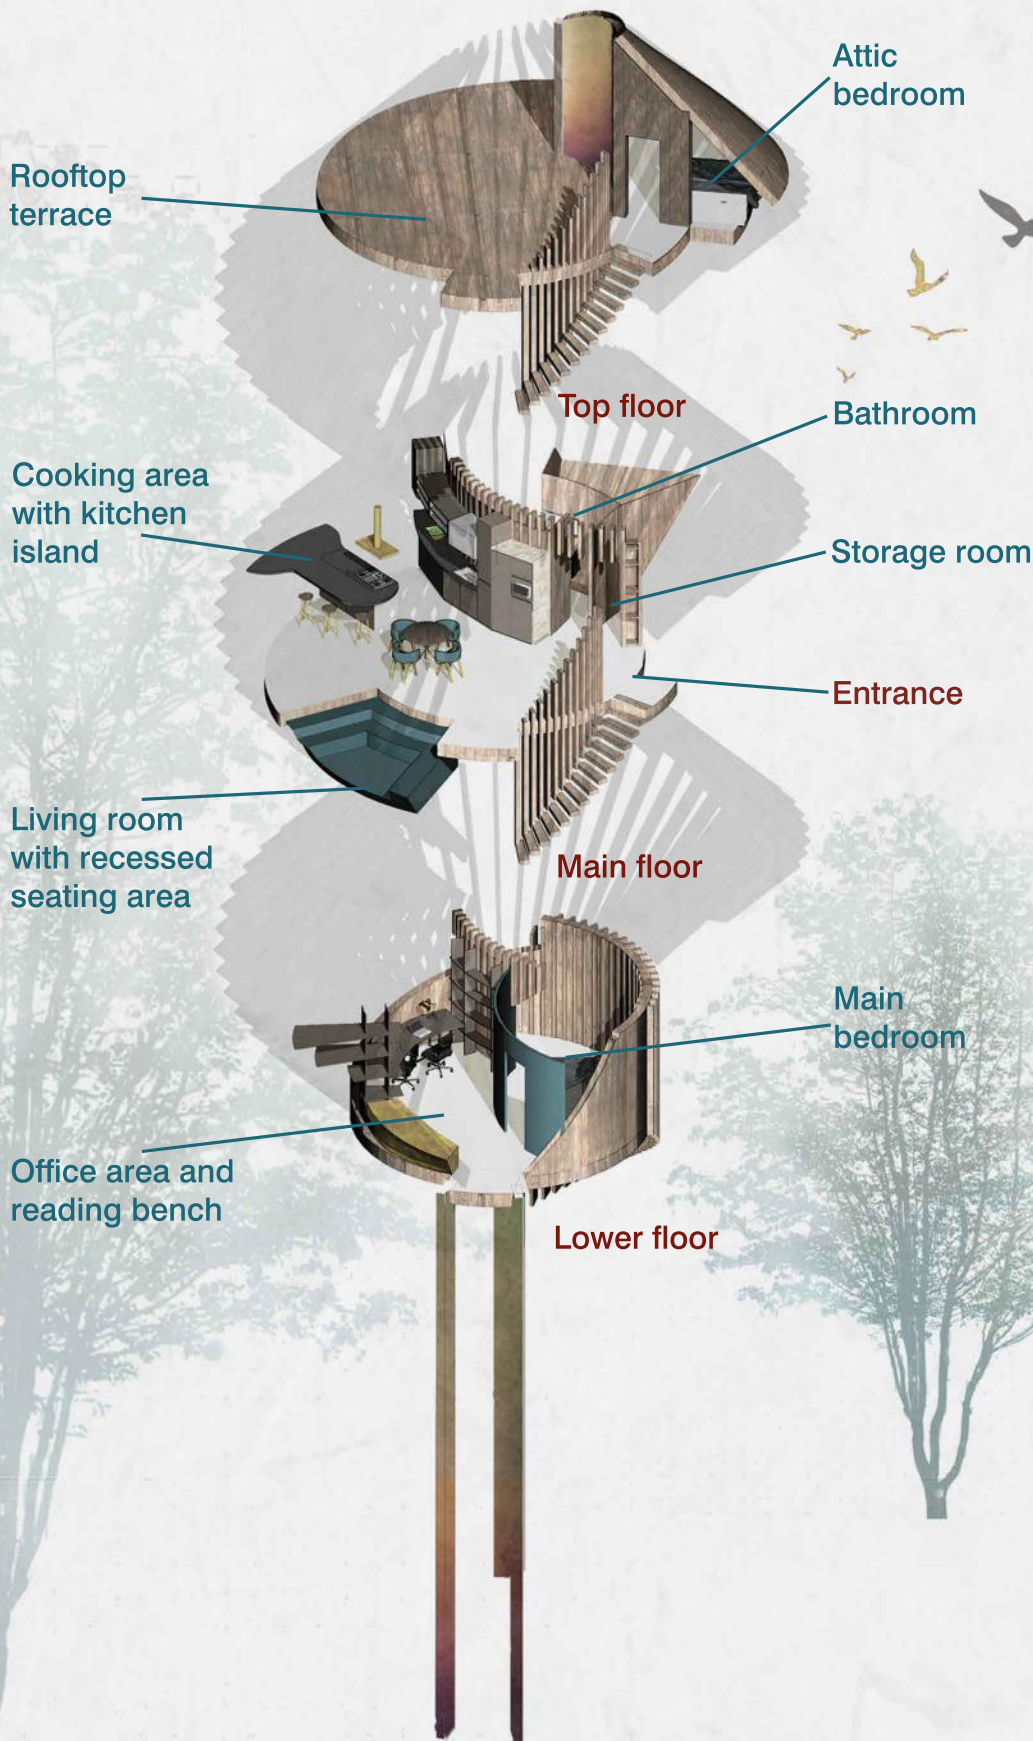 Attic
bedroom
Rooftop
terrace
Top floor
Bathroom
Cooking area
with kitchen
island
Storage room
Entrance
Living room
with recessed
seating area
Main floor
Main
bedroom
Office area and
reading bench
Lower floor